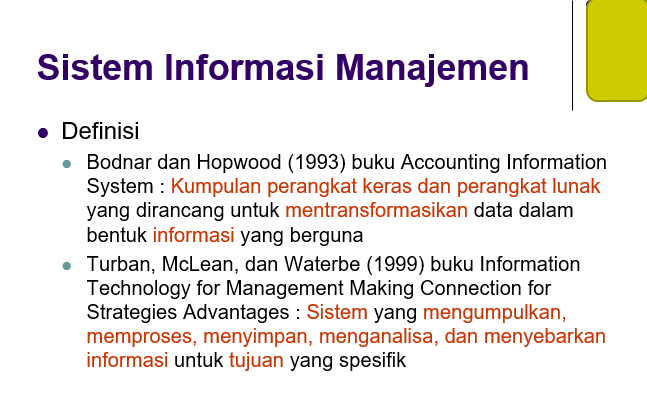 Sistem Informasi Manajemen
Definisi
Bodnar dan Hopwood (1993) buku Accounting Information
System : Kumpulan perangkat keras dan perangkat lunak
yang dirancang untuk mentransformasikan data dalam
bentuk informasi yang berguna
Turban, McLean, dan Waterbe (1999) buku Information
Technology for Management Making Connection for
Strategies Advantages : Sistem yang mengumpulkan,
memproses, menyimpan, menganalisa, dan menyebarkan
informasi untuk tujuan yang spesifik